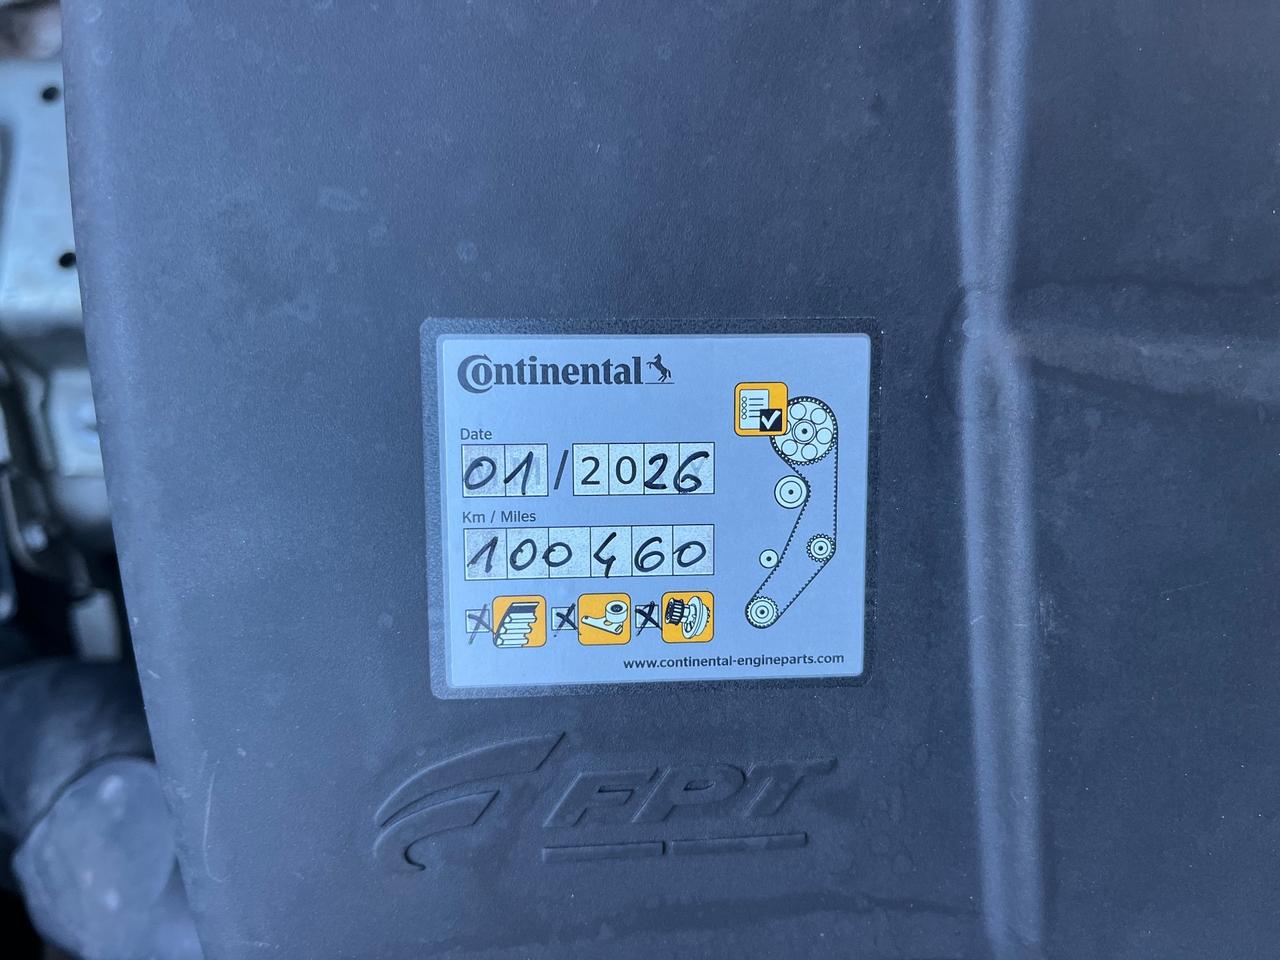 Continental
Date
01/2026
Km / Miles
100460
www.continental-engineparts.com
FPT